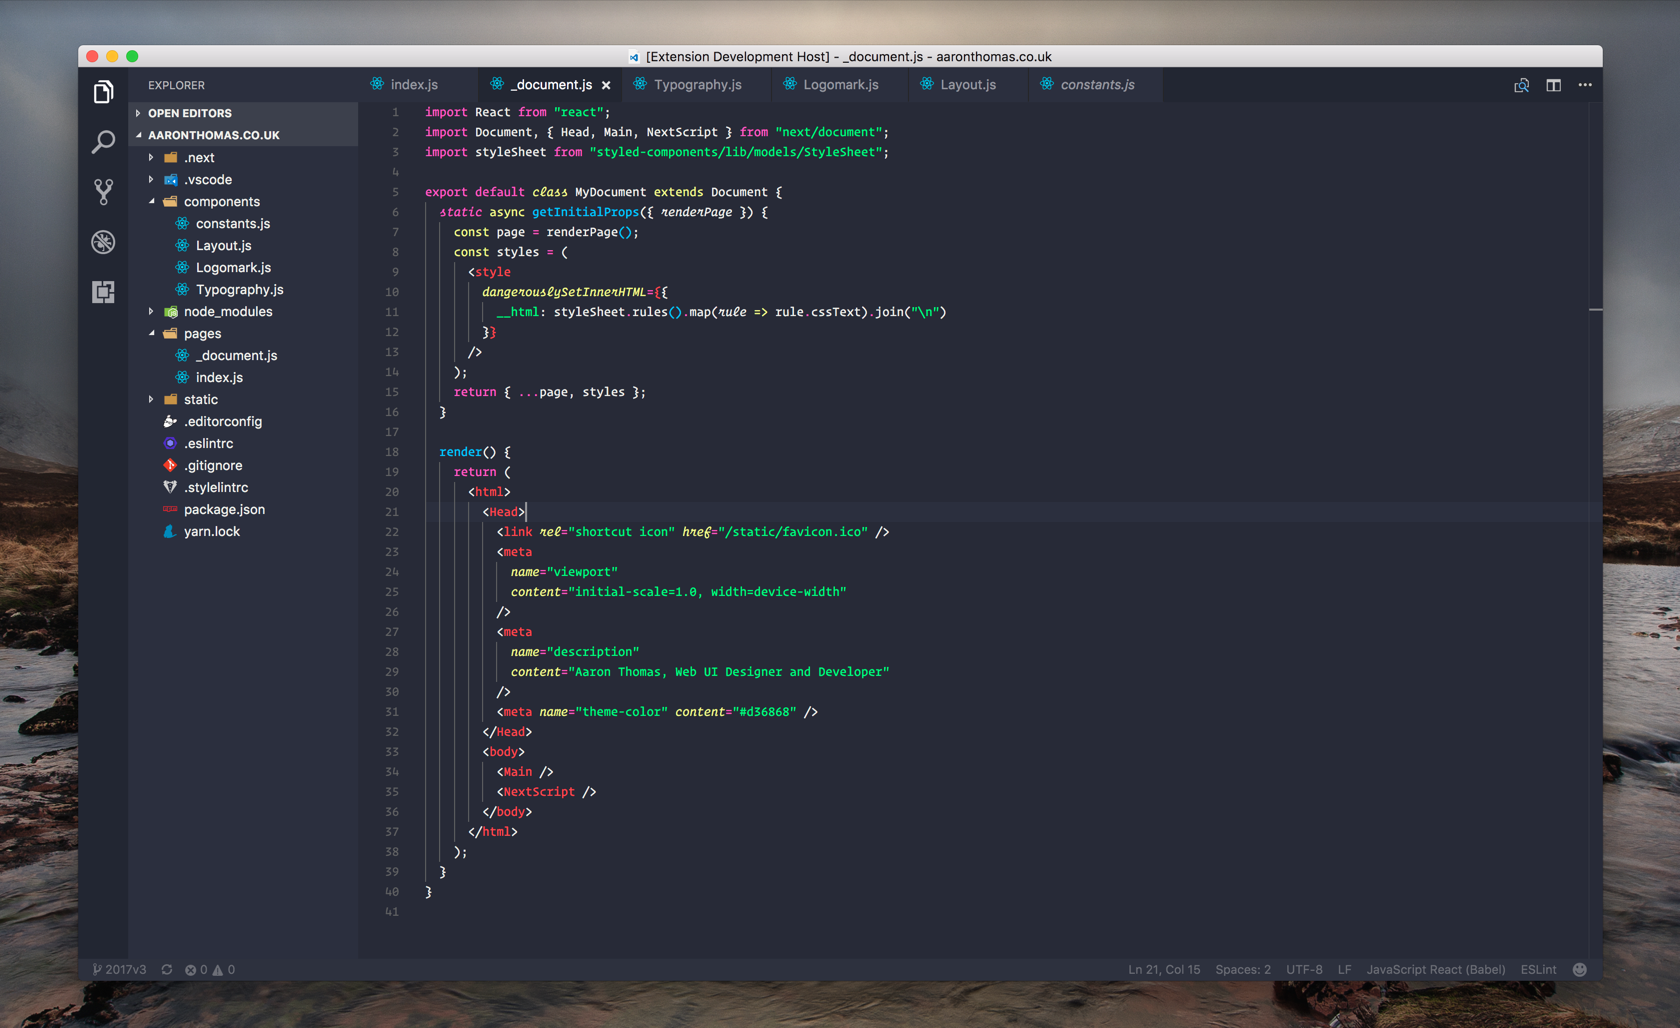 [Extension Development Host] - _document.js - aaronthomas.co.uk
EXPLORER
OPEN EDITORS
AARONTHOMAS.CO.UK
.next
.vscode
components
constants.js
Layout.js
Logomark.js
Typography.js
node_modules
pages
_document.js
index.js
static
.editorconfig
.eslintrc
.gitignore
.stylelintrc
package.json
yarn.lock
index.js _document.js Typography.js Logomark.js Layout.js constants.js
1 import React from "react";
2 import Document, { Head, Main, NextScript } from "next/document";
3 import styleSheet from "styled-components/lib/models/StyleSheet";
4
5 export default class MyDocument extends Document {
6 static async getInitialProps({ renderPage }) {
7 const page = renderPage();
8 const styles = (
9 <style
10 dangerouslySetInnerHTML={{
11 __html: styleSheet.rules().map(rule => rule.cssText).join("\n")
12 }}
13 />
14 );
15 return { ...page, styles };
16 }
17
18 render() {
19 return (
20 <html>
21 <Head>
22 <link rel="shortcut icon" href="/static/favicon.ico" />
23 <meta
24 name="viewport"
25 content="initial-scale=1.0, width=device-width"
26 />
27 <meta
28 name="description"
29 content="Aaron Thomas, Web UI Designer and Developer"
30 />
31 <meta name="theme-color" content="#d36868" />
32 </Head>
33 <body>
34 <Main />
35 <NextScript />
36 </body>
37 </html>
38 );
39 }
40 }
41
2017v3 0 0 Ln 21, Col 15 Spaces: 2 UTF-8 LF JavaScript React (Babel) ESLint